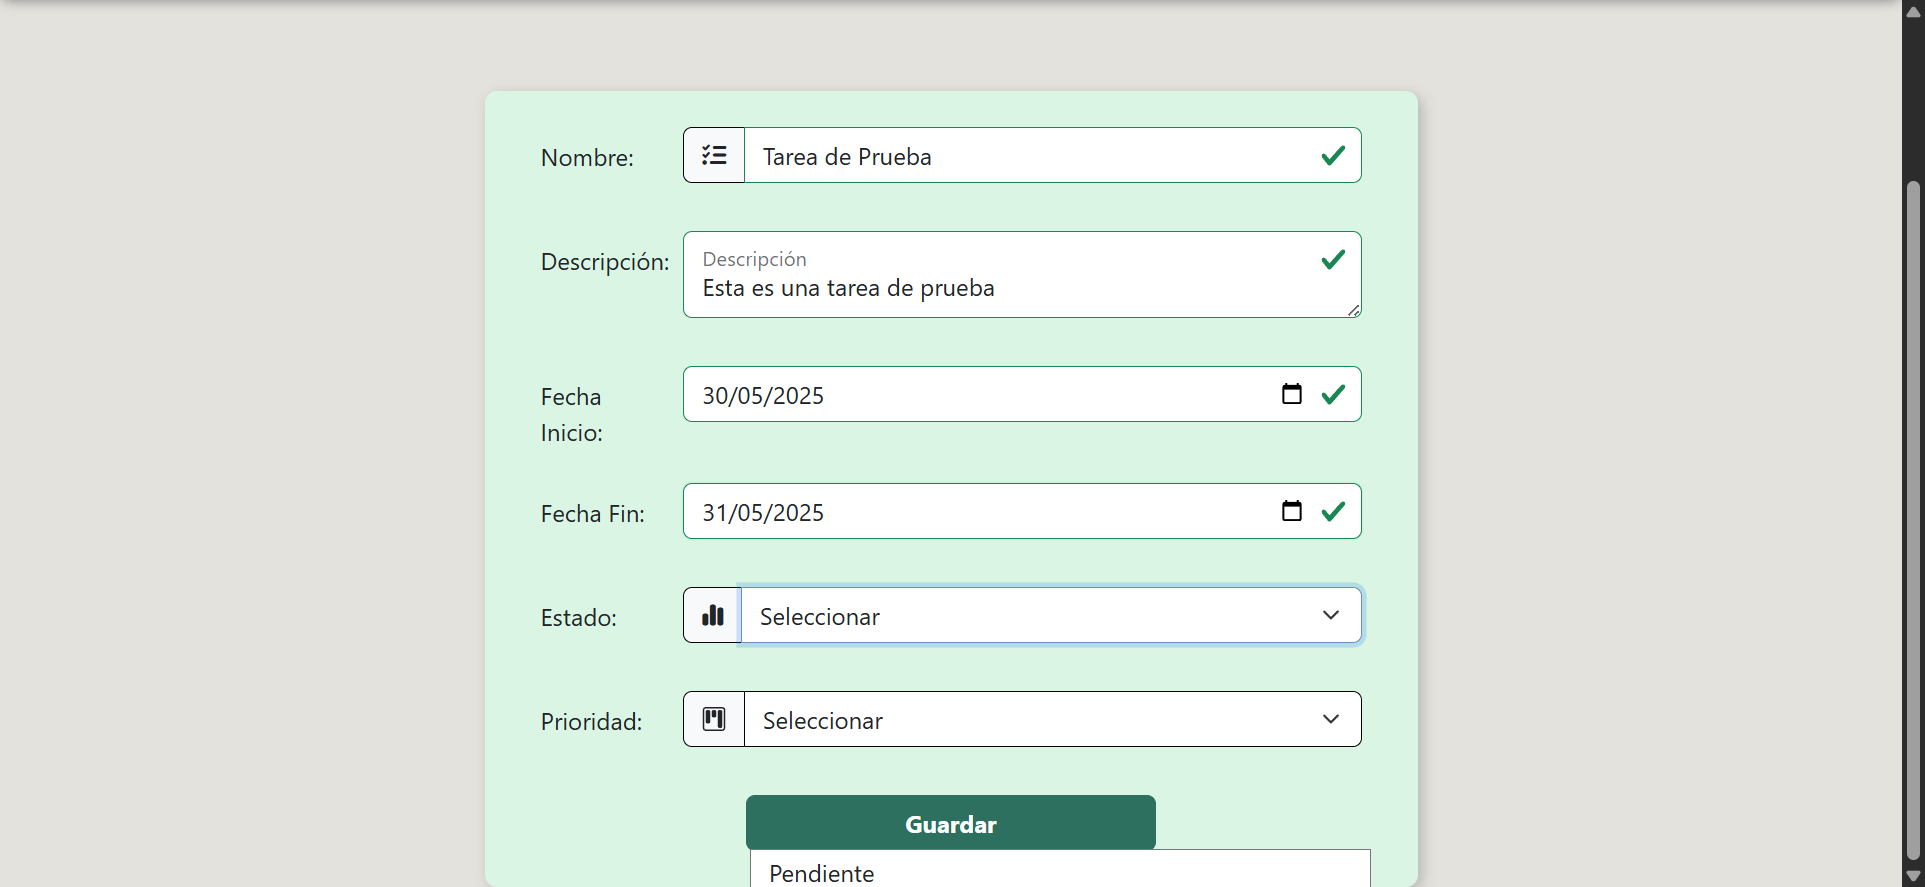 Nombre:
Tarea de Prueba
Descripción:
Descripción
Esta es una tarea de prueba
Fecha
Inicio:
30/05/2025
Fecha Fin:
31/05/2025
Estado:
Seleccionar
Prioridad:
Seleccionar
Guardar
Pendiente